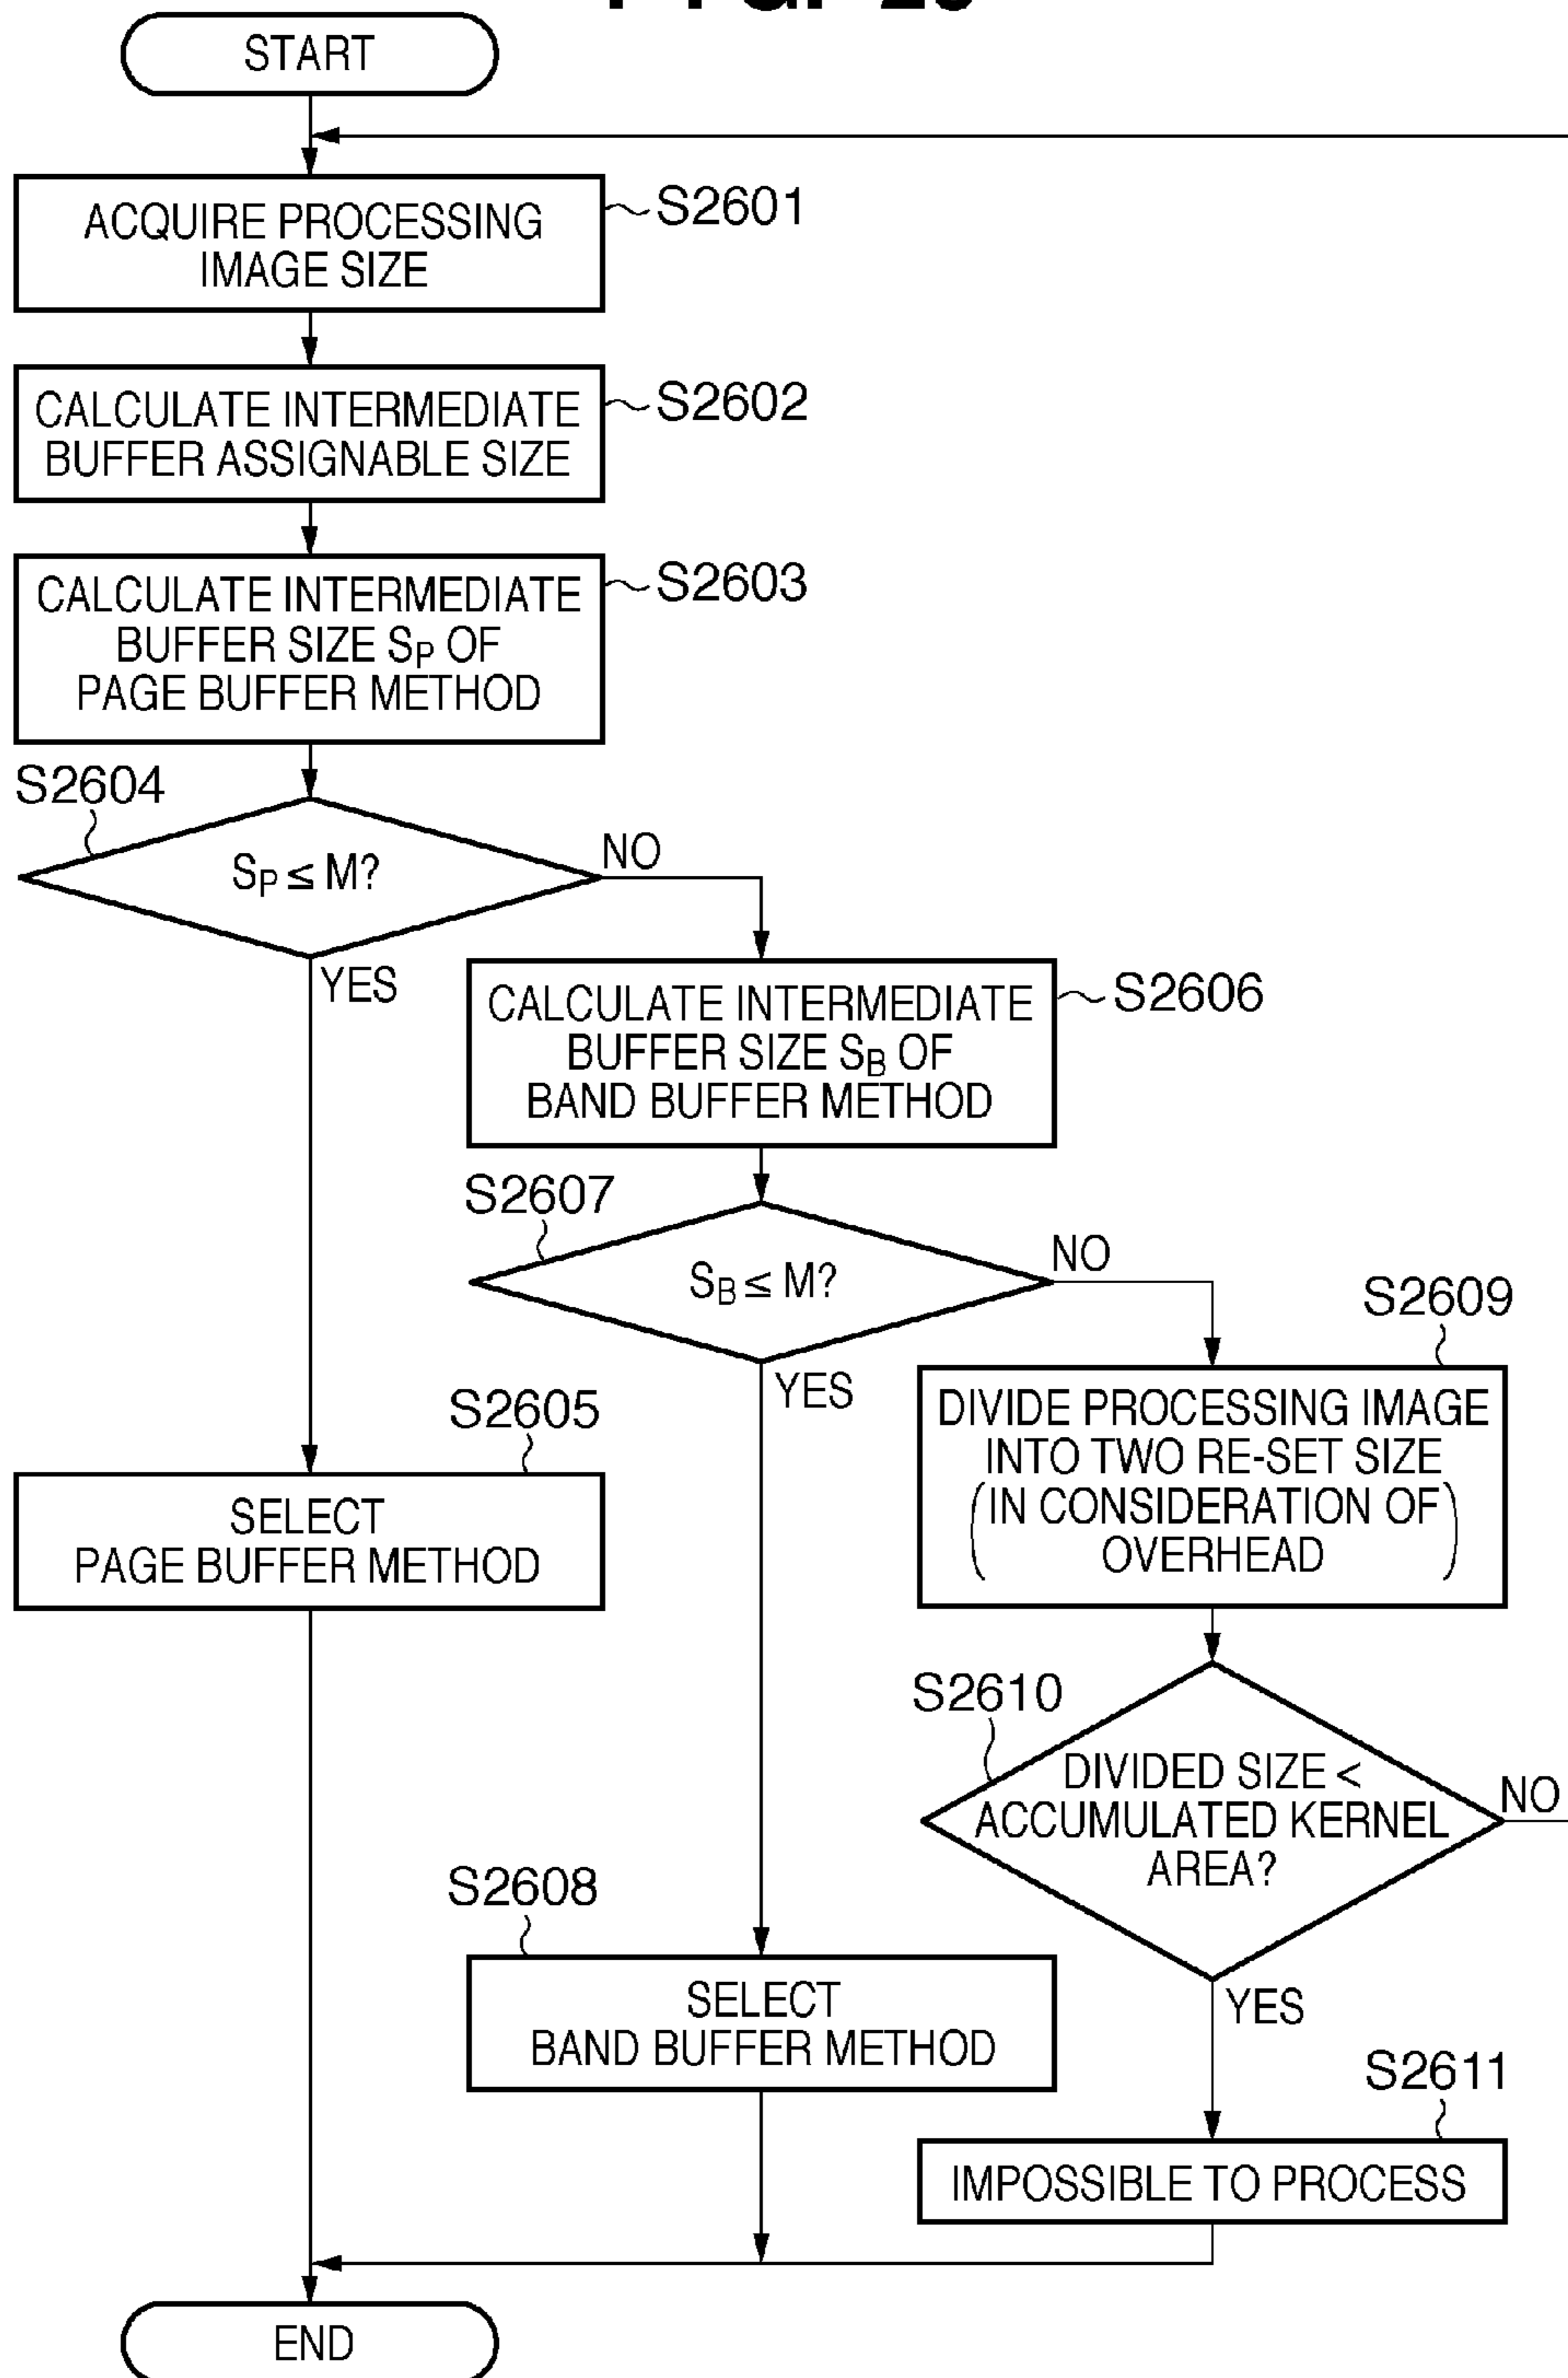 START
ACQUIRE PROCESSING
IMAGE SIZE
S2601
CALCULATE INTERMEDIATE
BUFFER ASSIGNABLE SIZE
S2602
CALCULATE INTERMEDIATE
BUFFER SIZE SP OF
PAGE BUFFER METHOD
S2603
S2604
SP ≤ M?
NO
YES
CALCULATE INTERMEDIATE
BUFFER SIZE SB OF
BAND BUFFER METHOD
S2606
S2607
SB ≤ M?
NO
YES
S2609
DIVIDE PROCESSING IMAGE
INTO TWO RE-SET SIZE
(IN CONSIDERATION OF
OVERHEAD)
S2605
SELECT
PAGE BUFFER METHOD
S2610
DIVIDED SIZE <
ACCUMULATED KERNEL
AREA?
NO
YES
S2608
SELECT
BAND BUFFER METHOD
S2611
IMPOSSIBLE TO PROCESS
END